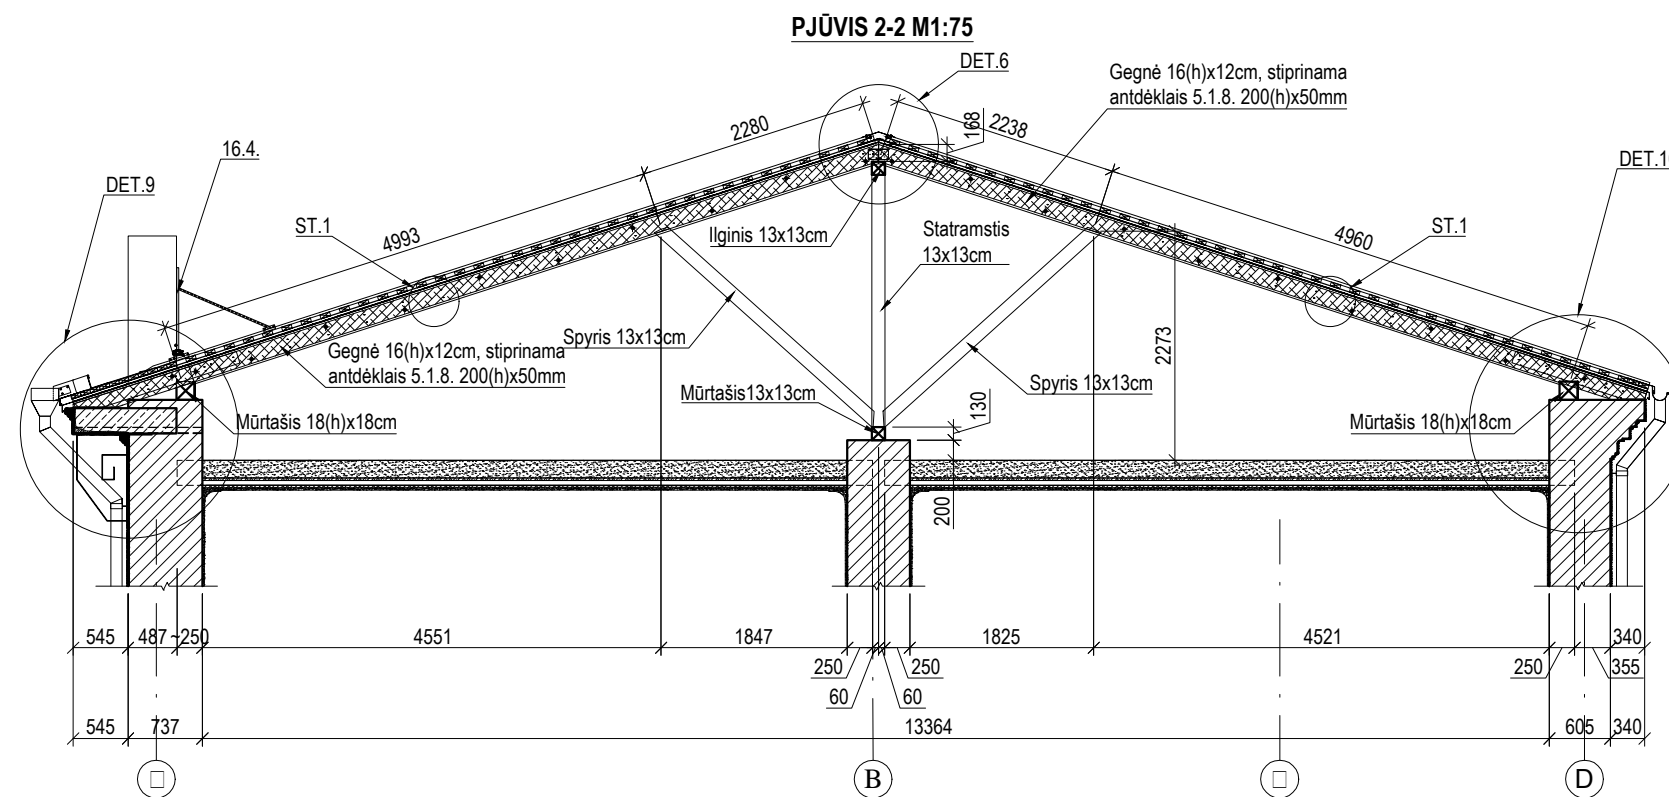 PJŪVIS 2-2 M1:75
DET.6
Gegnė 16(h)x12cm, stiprinama
antdėklais 5.1.8. 200(h)x50mm
2280
2238
168
16.4.
DET.9
DET.1
ST.1
4993
Ilginis 13x13cm
Statramstis
13x13cm
4960
ST.1
Spyris 13x13cm
2273
Gegnė 16(h)x12cm, stiprinama
antdėklais 5.1.8. 200(h)x50mm
Mūrtašis13x13cm
Spyris 13x13cm
130
Mūrtašis 18(h)x18cm
Mūrtašis 18(h)x18cm
200
545 487 ~250 4551 1847 1825 4521 340
250 250 250 355
60 60
545 737 13364 605 340
B D